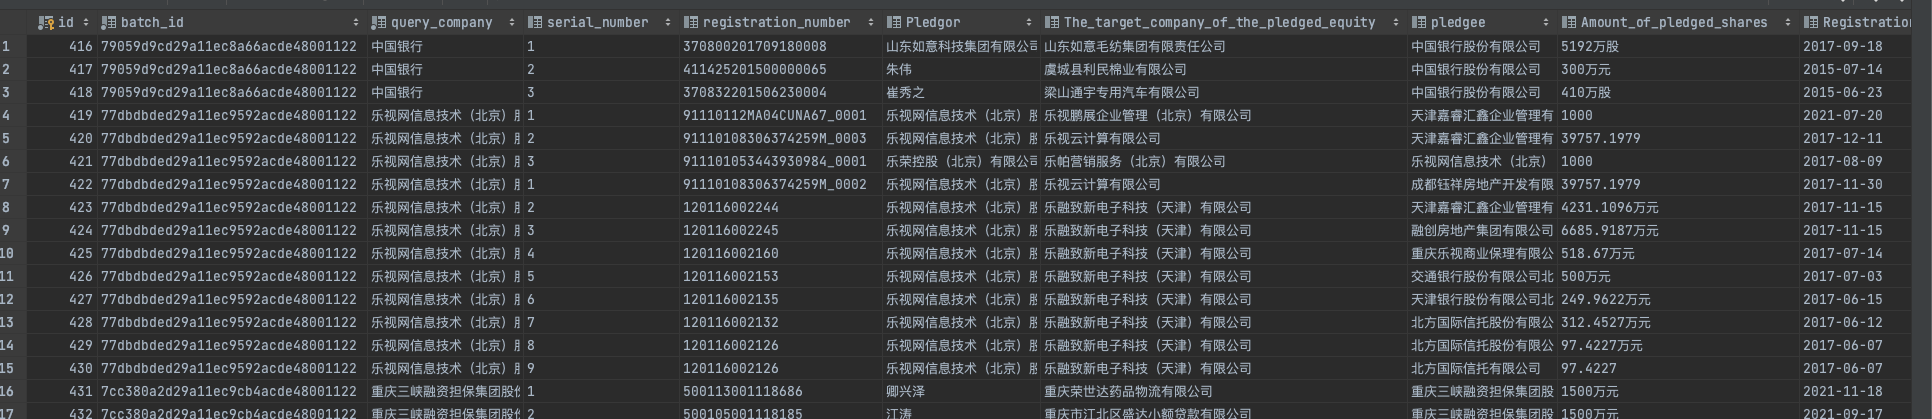 id batch_id query_company serial_number registration_number Pledgor The_target_company_of_the_pledged_equity pledgee Amount_of_pledged_shares Registration
1 416 79059d9cd29a11ec8a66acde48001122 中国银行 1 370800201709180008 山东如意科技集团有限公司 山东如意毛纺集团有限责任公司 中国银行股份有限公司 5192万股 2017-09-18
2 417 79059d9cd29a11ec8a66acde48001122 中国银行 2 411425201500000065 朱伟 虞城县利民棉业有限公司 中国银行股份有限公司 300万元 2015-07-14
3 418 79059d9cd29a11ec8a66acde48001122 中国银行 3 370832201506230004 崔秀之 梁山通宇专用汽车有限公司 中国银行股份有限公司 410万股 2015-06-23
4 419 77dbdbded29a11ec9592acde48001122 乐视网信息技术（北京） 1 91110112MA04CUNA67_0001 乐视网信息技术（北京） 乐视鹏展企业管理（北京）有限公司 天津嘉睿汇鑫企业管理有 1000 2021-07-20
5 420 77dbdbded29a11ec9592acde48001122 乐视网信息技术（北京） 2 91110108306374259M_0003 乐视网信息技术（北京） 乐视云计算有限公司 天津嘉睿汇鑫企业管理有 39757.1979 2017-12-11
6 421 77dbdbded29a11ec9592acde48001122 乐视网信息技术（北京） 3 911101053443930984_0001 乐荣控股（北京）有限公司 乐帕营销服务（北京）有限公司 乐视网信息技术（北京） 1000 2017-08-09
7 422 77dbdbded29a11ec9592acde48001122 乐视网信息技术（北京） 1 91110108306374259M_0002 乐视网信息技术（北京） 乐视云计算有限公司 成都钰祥房地产开发有限 39757.1979 2017-11-30
8 423 77dbdbded29a11ec9592acde48001122 乐视网信息技术（北京） 2 120116002244 乐视网信息技术（北京） 乐融致新电子科技（天津）有限公司 天津嘉睿汇鑫企业管理有 4231.1096万元 2017-11-15
9 424 77dbdbded29a11ec9592acde48001122 乐视网信息技术（北京） 3 120116002245 乐视网信息技术（北京） 乐融致新电子科技（天津）有限公司 融创房地产集团有限公司 6685.9187万元 2017-11-15
10 425 77dbdbded29a11ec9592acde48001122 乐视网信息技术（北京） 4 120116002160 乐视网信息技术（北京） 乐融致新电子科技（天津）有限公司 重庆乐视商业保理有限公 518.67万元 2017-07-14
11 426 77dbdbded29a11ec9592acde48001122 乐视网信息技术（北京） 5 120116002153 乐视网信息技术（北京） 乐融致新电子科技（天津）有限公司 交通银行股份有限公司北 500万元 2017-07-03
12 427 77dbdbded29a11ec9592acde48001122 乐视网信息技术（北京） 6 120116002135 乐视网信息技术（北京） 乐融致新电子科技（天津）有限公司 天津银行股份有限公司北 249.9622万元 2017-06-15
13 428 77dbdbded29a11ec9592acde48001122 乐视网信息技术（北京） 7 120116002132 乐视网信息技术（北京） 乐融致新电子科技（天津）有限公司 北方国际信托股份有限公 312.4527万元 2017-06-12
14 429 77dbdbded29a11ec9592acde48001122 乐视网信息技术（北京） 8 120116002126 乐视网信息技术（北京） 乐融致新电子科技（天津）有限公司 北方国际信托股份有限公 97.4227万元 2017-06-07
15 430 77dbdbded29a11ec9592acde48001122 乐视网信息技术（北京） 9 120116002126 乐视网信息技术（北京） 乐融致新电子科技（天津）有限公司 北方国际信托有限公司 97.4227 2017-06-07
16 431 7cc380a2d29a11ec9cb4acde48001122 重庆三峡融资担保集团股份 1 500113001118686 卿兴泽 重庆荣世达药品物流有限公司 重庆三峡融资担保集团股 1500万元 2021-11-18
17 432 7cc380a2d29a11ec9cb4acde48001122 重庆三峡融资担保集团股份 2 500105001118185 江涛 重庆市江北区盛达小额贷款有限公司 重庆三峡融资担保集团股 1500万元 2021-09-17